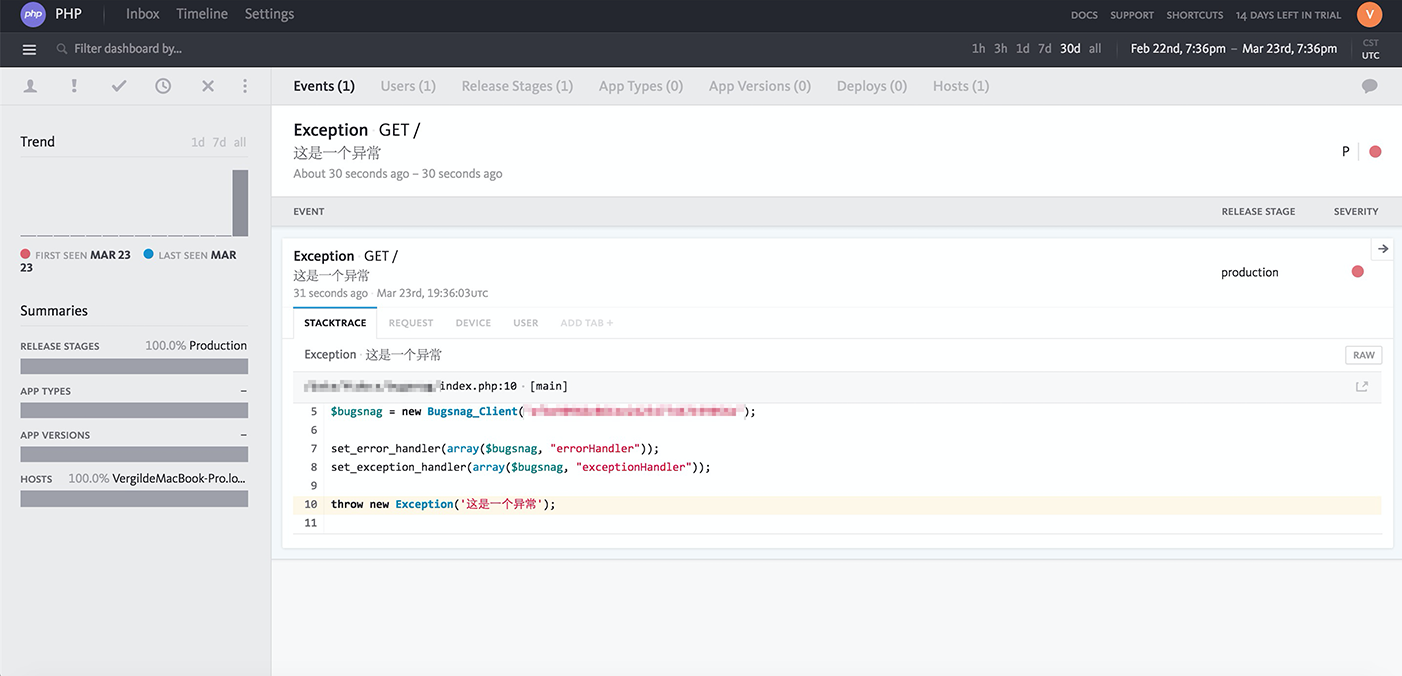 php PHP Inbox Timeline Settings DOCS SUPPORT SHORTCUTS 14 DAYS LEFT IN TRIAL V
Filter dashboard by... 1h 3h 1d 7d 30d all Feb 22nd, 7:36pm – Mar 23rd, 7:36pm CST
UTC
Events (1) Users (1) Release Stages (1) App Types (0) App Versions (0) Deploys (0) Hosts (1)
Trend 1d 7d all
FIRST SEEN MAR 23 LAST SEEN MAR
23
Summaries
RELEASE STAGES 100.0% Production
APP TYPES –
APP VERSIONS –
HOSTS 100.0% VergildeMacBook-Pro.lo...
Exception · GET /
这是一个异常
About 30 seconds ago – 30 seconds ago
P
EVENT RELEASE STAGE SEVERITY
Exception · GET /
这是一个异常
31 seconds ago · Mar 23rd, 19:36:03UTC
production
STACKTRACE REQUEST DEVICE USER ADD TAB +
Exception · 这是一个异常 RAW
index.php:10 · [main]
5 $bugsnag = new Bugsnag_Client( );
6
7 set_error_handler(array($bugsnag, "errorHandler"));
8 set_exception_handler(array($bugsnag, "exceptionHandler"));
9
10 throw new Exception('这是一个异常');
11